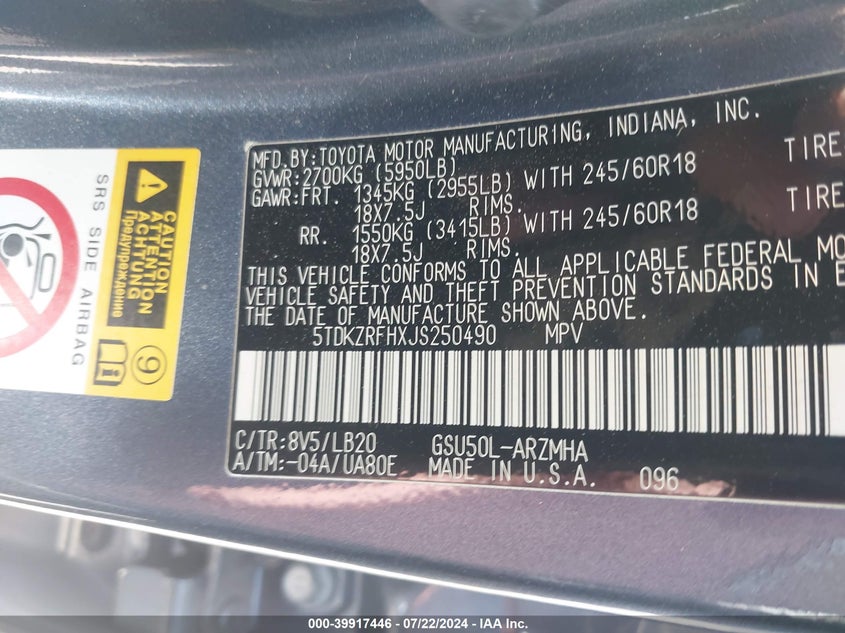 MFD.BY:TOYOTA MOTOR MANUFACTURING, INDIANA, INC.
GVWR:2700KG (5950LB)
GAWR:FRT. 1345KG (2955LB) WITH 245/60R18 TIRE
18X7.5J RIMS.
RR. 1550KG (3415LB) WITH 245/60R18 TIRE
18X7.5J RIMS.
THIS VEHICLE CONFORMS TO ALL APPLICABLE FEDERAL MO
VEHICLE SAFETY AND THEFT PREVENTION STANDARDS IN E
THE DATE OF MANUFACTURE SHOWN ABOVE.
5TDKZRFHXJS250490 MPV
C/TR:8V5/LB20 GSU50L-ARZMHA
A/TM:-04A/UA80E MADE IN U.S.A. 096
SRS SIDE AIRBAG
CAUTION
ATTENTION
ACHTUNG
Предупреждение
9
000-39917446 / 07/22/2024 / IAA Inc.